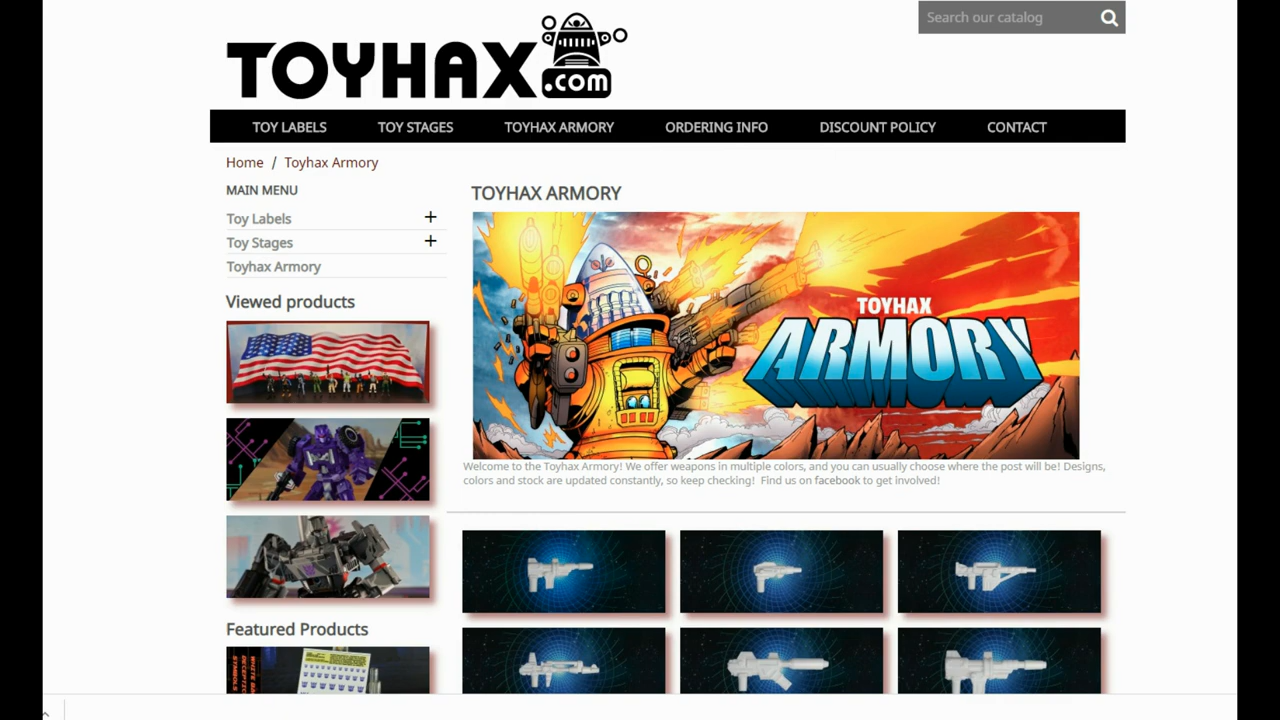 Search our catalog
TOYHAX
.com
TOY LABELS TOY STAGES TOYHAX ARMORY ORDERING INFO DISCOUNT POLICY CONTACT
Home / Toyhax Armory
MAIN MENU
Toy Labels +
Toy Stages +
Toyhax Armory
Viewed products
Featured Products
TOYHAX ARMORY
TOYHAX
ARMORY
Welcome to the Toyhax Armory! We offer weapons in multiple colors, and you can usually choose where the post will be! Designs,
colors and stock are updated constantly, so keep checking! Find us on facebook to get involved!